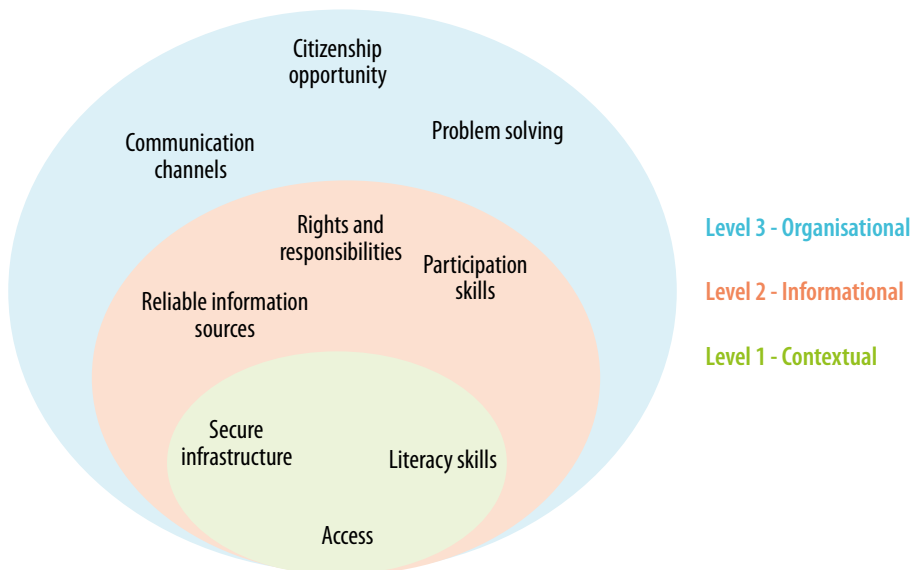 Citizenship
opportunity
Problem solving
Communication
channels
Rights and
responsibilities
Participation
skills
Reliable information
sources
Secure
infrastructure
Literacy skills
Access
Level 3 - Organisational
Level 2 - Informational
Level 1 - Contextual